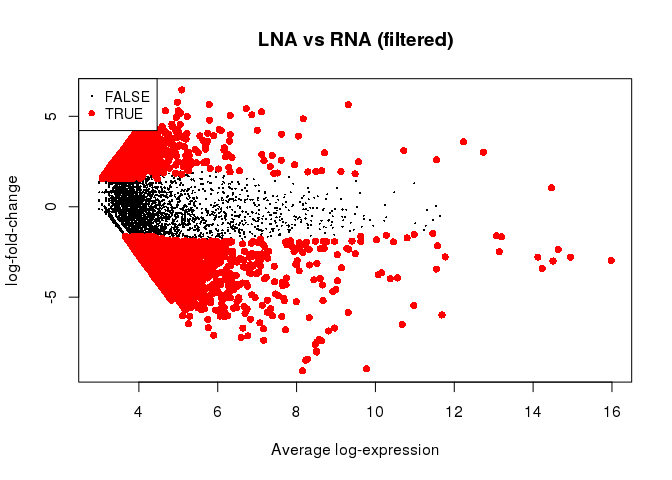 LNA vs RNA (filtered)
FALSE
TRUE
log-fold-change
5
0
-5
4 6 8 10 12 14 16
Average log-expression